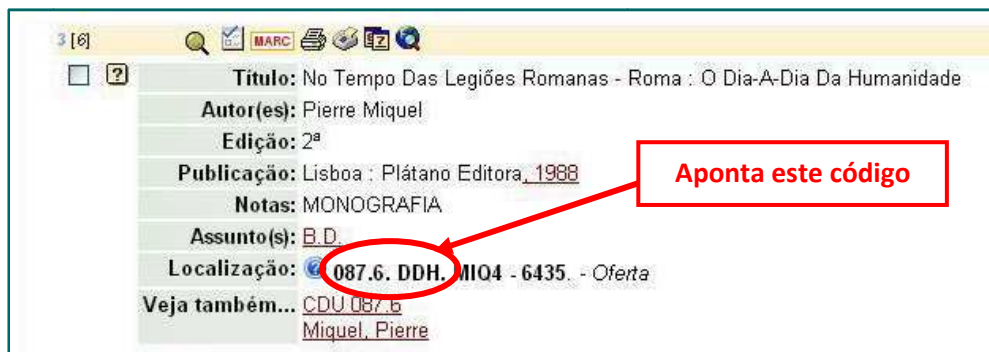 3 [6] MARC
? Título: No Tempo Das Legiões Romanas - Roma : O Dia-A-Dia Da Humanidade
Autor(es): Pierre Miquel
Edição: 2ª
Publicação: Lisboa : Plátano Editora, 1988
Aponta este código
Notas: MONOGRAFIA
Assunto(s): B.D.
Localização: ? 087.6. DDH. MIQ4 - 6435. - Oferta
Veja também... CDU 087.6
Miquel, Pierre